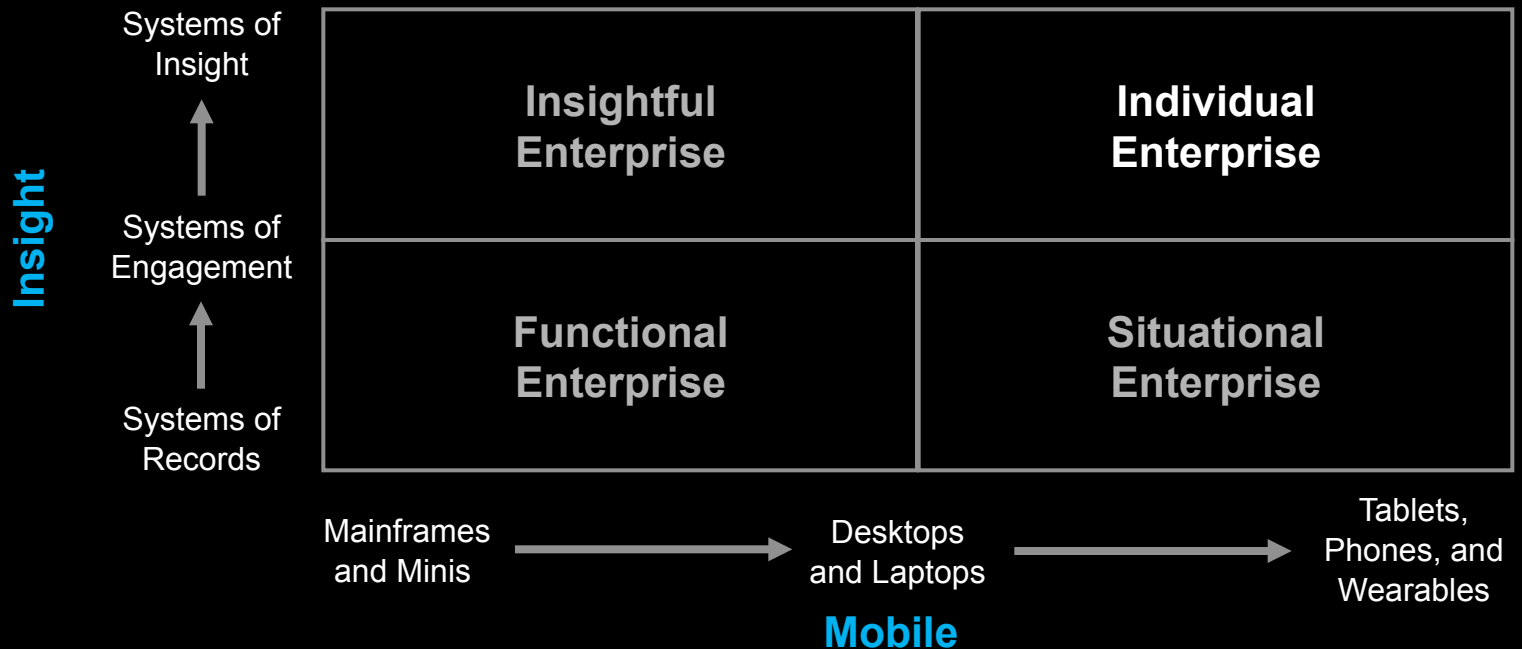 Systems of
Insight
Insightful
Enterprise
Individual
Enterprise
Insight
Systems of
Engagement
Functional
Enterprise
Situational
Enterprise
Systems of
Records
Mainframes
and Minis
Desktops
and Laptops
Tablets,
Phones, and
Wearables
Mobile